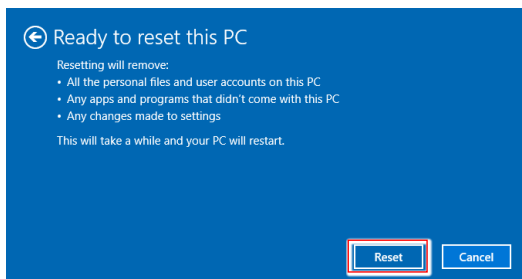 Ready to reset this PC
Resetting will remove:
• All the personal files and user accounts on this PC
• Any apps and programs that didn't come with this PC
• Any changes made to settings
This will take a while and your PC will restart.
Reset Cancel